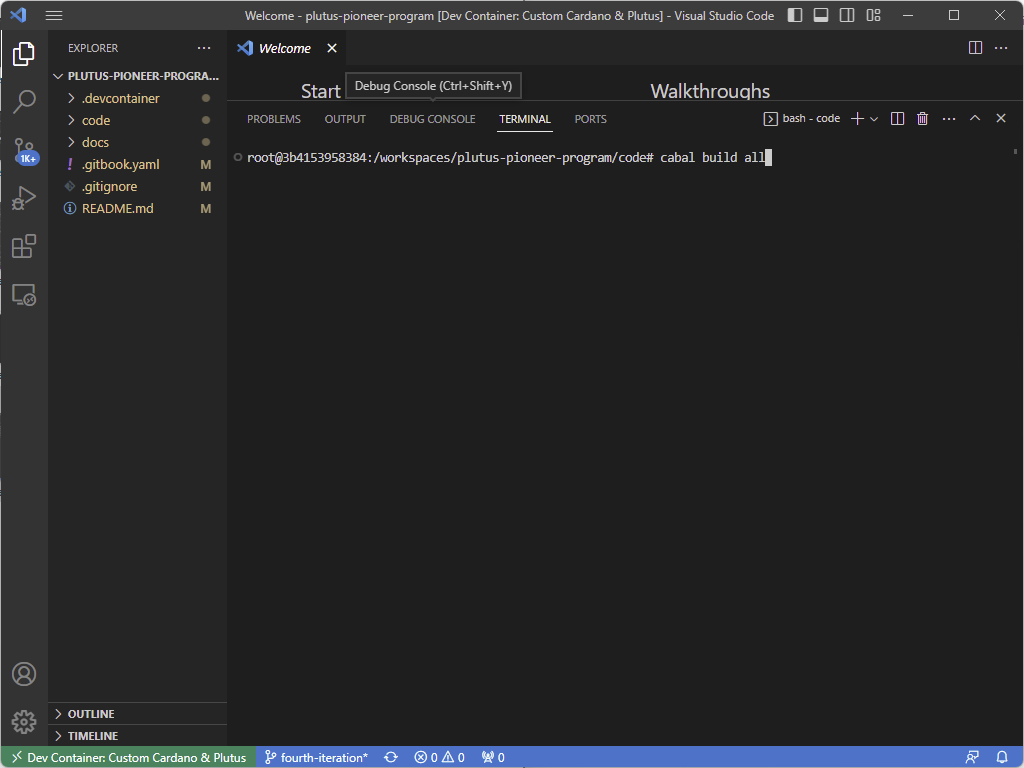 Welcome - plutus-pioneer-program [Dev Container: Custom Cardano & Plutus] - Visual Studio Code
EXPLORER
PLUTUS-PIONEER-PROGRA...
.devcontainer
code
docs
! .gitbook.yaml M
.gitignore M
README.md M
1K+
Welcome
Start
Debug Console (Ctrl+Shift+Y)
Walkthroughs
PROBLEMS OUTPUT DEBUG CONSOLE TERMINAL PORTS bash - code
root@3b4153958384:/workspaces/plutus-pioneer-program/code# cabal build all
OUTLINE
TIMELINE
Dev Container: Custom Cardano & Plutus fourth-iteration* 0 0 0